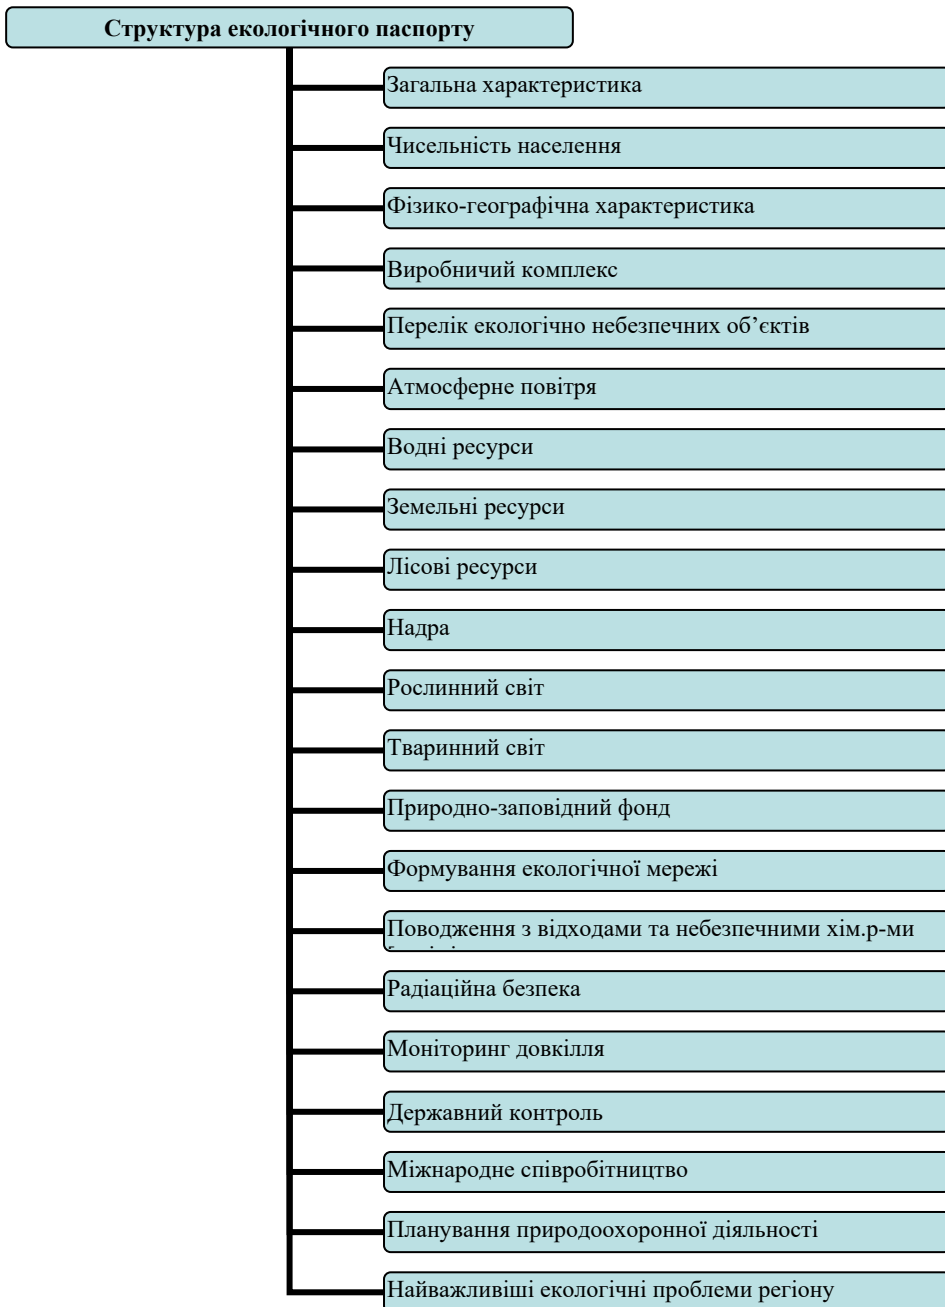 Структура екологічного паспорту
Загальна характеристика
Чисельність населення
Фізико-географічна характеристика
Виробничий комплекс
Перелік екологічно небезпечних об’єктів
Атмосферне повітря
Водні ресурси
Земельні ресурси
Лісові ресурси
Надра
Рослинний світ
Тваринний світ
Природно-заповідний фонд
Формування екологічної мережі
Поводження з відходами та небезпечними хім.р-ми
Радіаційна безпека
Моніторинг довкілля
Державний контроль
Міжнародне співробітництво
Планування природоохоронної діяльності
Найважливіші екологічні проблеми регіону